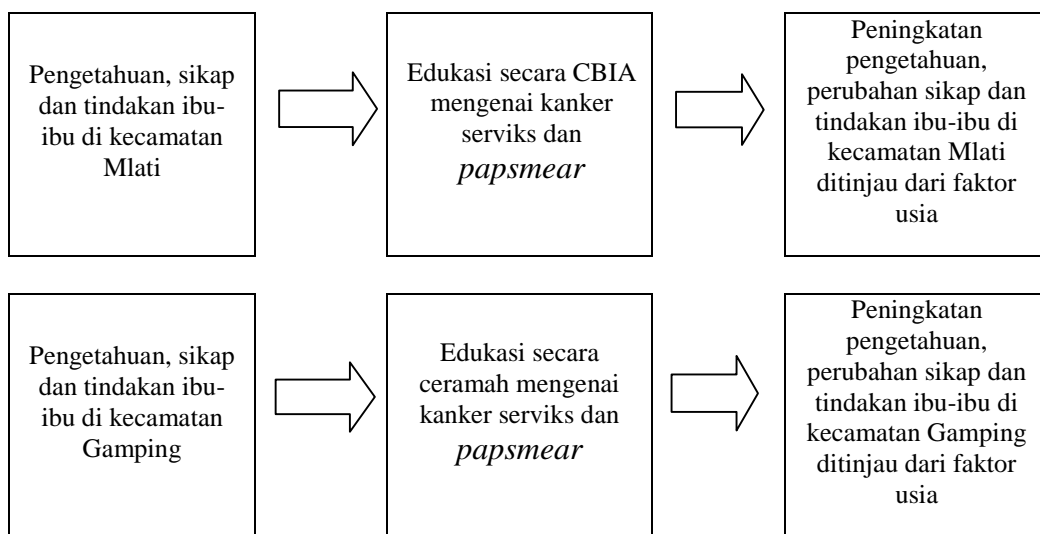 Pengetahuan, sikap
dan tindakan ibu-
ibu di kecamatan
Mlati
Edukasi secara CBIA
mengenai kanker
serviks dan
papsmear
Peningkatan
pengetahuan,
perubahan sikap dan
tindakan ibu-ibu di
kecamatan Mlati
ditinjau dari faktor
usia
Pengetahuan, sikap
dan tindakan ibu-
ibu di kecamatan
Gamping
Edukasi secara
ceramah mengenai
kanker serviks dan
papsmear
Peningkatan
pengetahuan,
perubahan sikap dan
tindakan ibu-ibu di
kecamatan Gamping
ditinjau dari faktor
usia